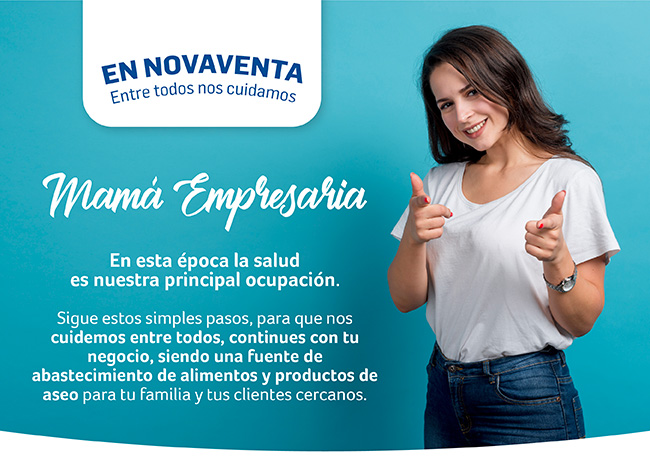 EN NOVAVENTA
Entre todos nos cuidamos
Mamá Empresaria
En esta época la salud
es nuestra principal ocupación.
Sigue estos simples pasos, para que nos
cuidemos entre todos, continues con tu
negocio, siendo una fuente de
abastecimiento de alimentos y productos de
aseo para tu familia y tus clientes cercanos.